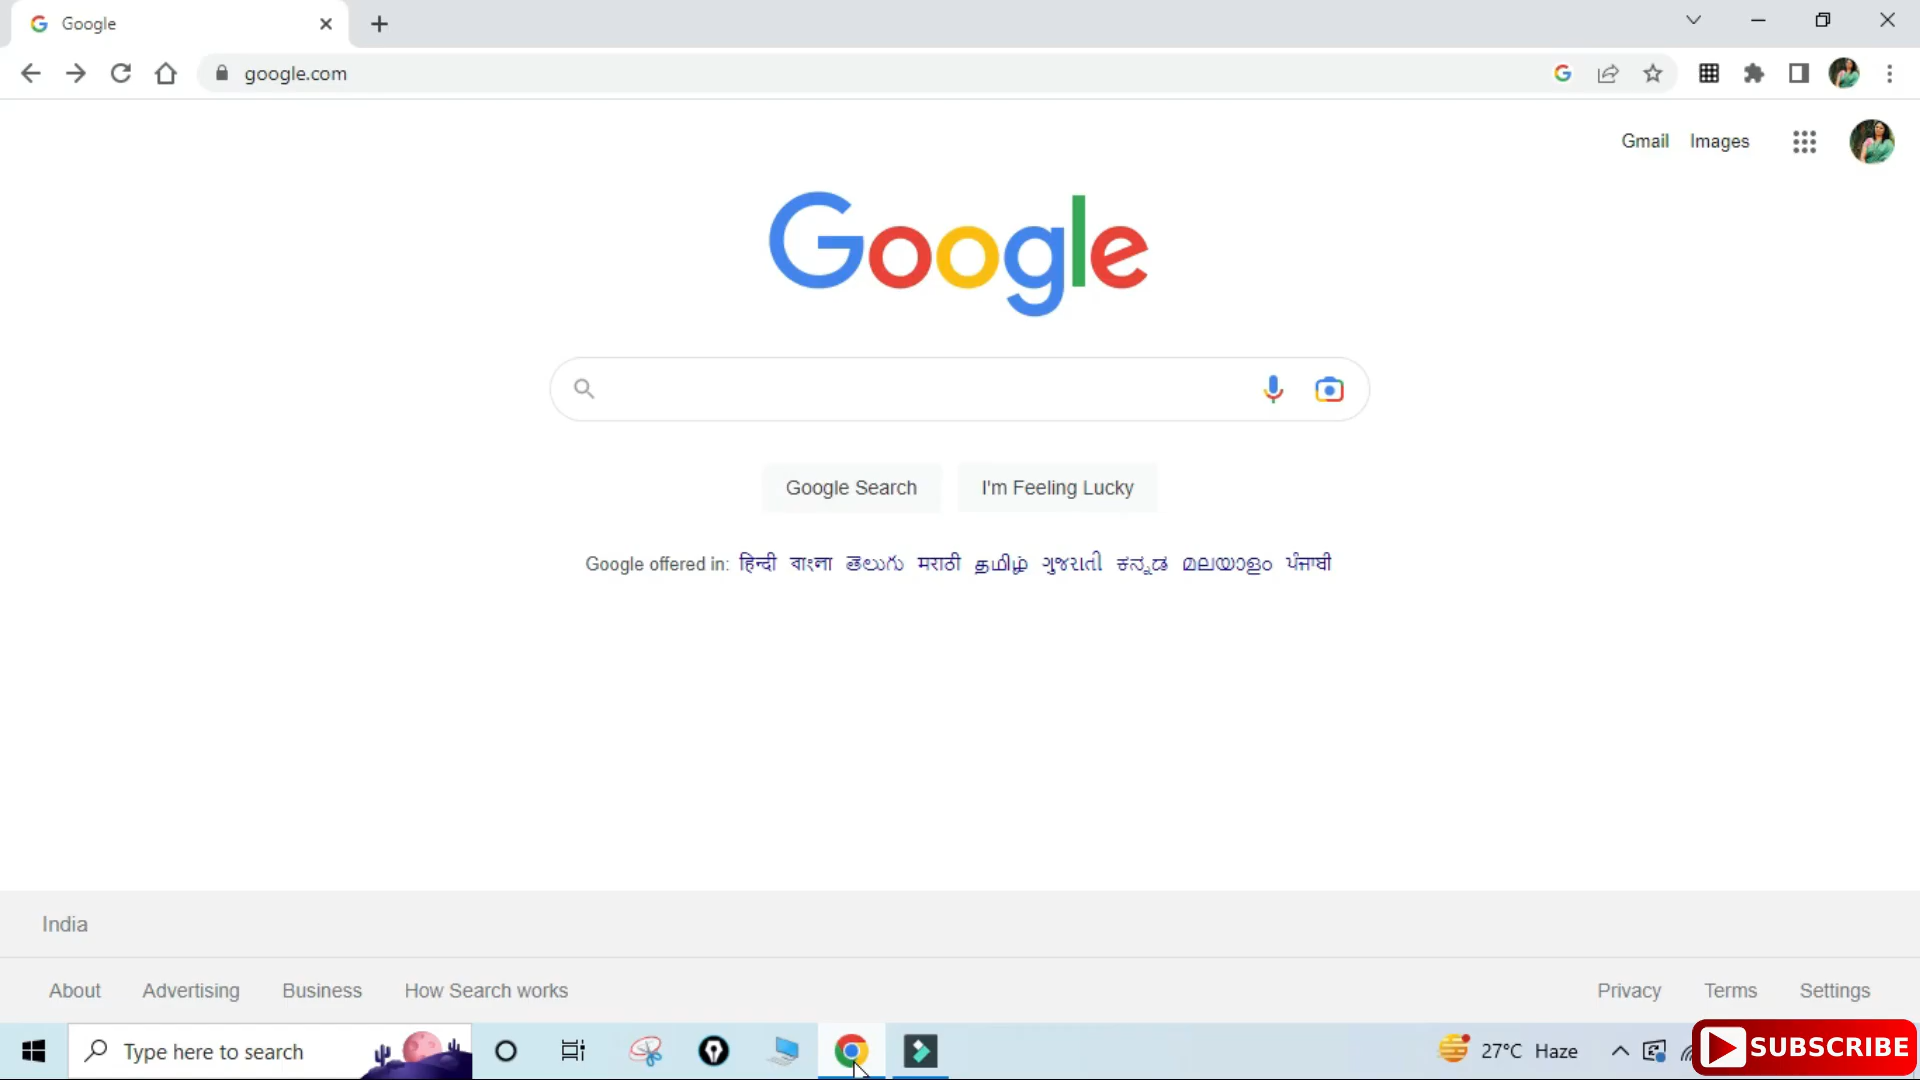 Google
google.com
Gmail Images
Google
Google Search I'm Feeling Lucky
Google offered in: हिन्दी বাংলা తెలుగు मराठी தமிழ் ગુજરાતી ಕನ್ನಡ മലയാളം ਪੰਜਾਬੀ
India
About Advertising Business How Search works Privacy Terms Settings
Type here to search 27°C Haze SUBSCRIBE